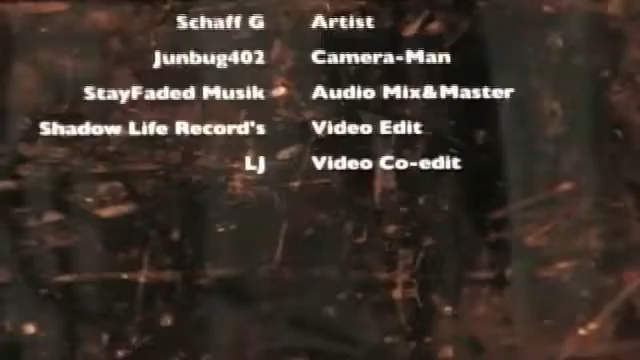 Schaff G Artist
Junbug402 Camera-Man
StayFaded Musik Audio Mix&Master
Shadow Life Record's Video Edit
LJ Video Co-edit